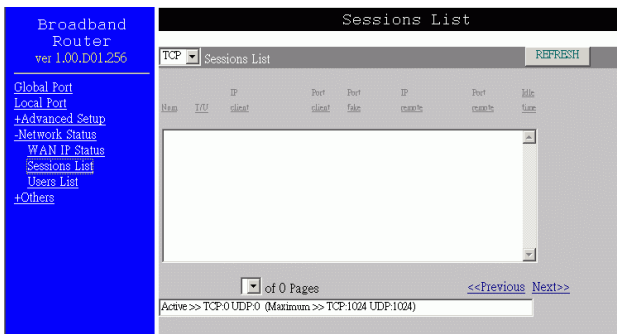 Broadband
Router
ver 1.00.D01.256
Global Port
Local Port
+Advanced Setup
-Network Status
WAN IP Status
Sessions List
Users List
+Others
Sessions List
TCP Sessions List
REFRESH
IP Port Port IP Port Idle
Num T/U client client fake remote remote time
of 0 Pages
<<Previous Next>>
Active >> TCP:0 UDP:0 (Maximum >> TCP:1024 UDP:1024)